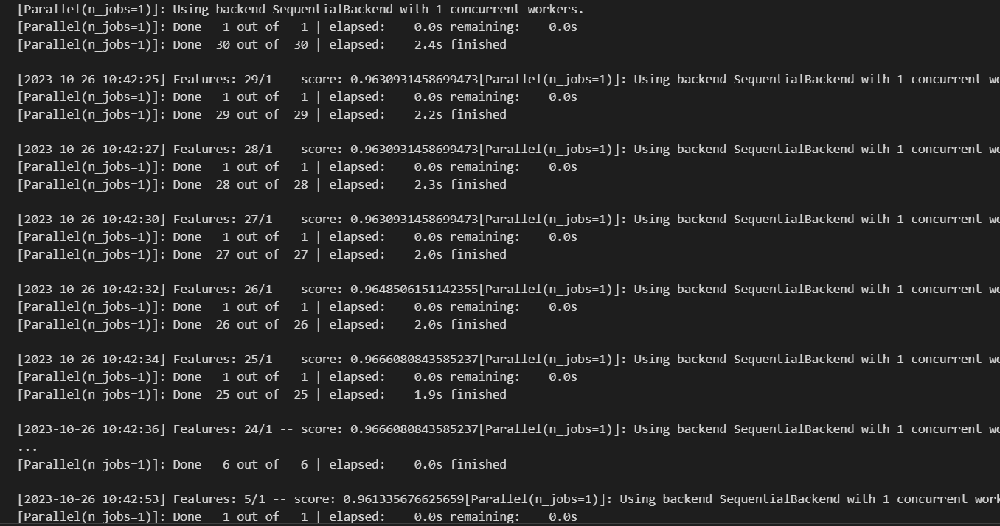 [Parallel(n_jobs=1)]: Using backend SequentialBackend with 1 concurrent workers.
[Parallel(n_jobs=1)]: Done   1 out of   1 | elapsed:    0.0s remaining:    0.0s
[Parallel(n_jobs=1)]: Done  30 out of  30 | elapsed:    2.4s finished
[2023-10-26 10:42:25] Features: 29/1 -- score: 0.9630931458699473[Parallel(n_jobs=1)]: Using backend SequentialBackend with 1 concurrent wo
[Parallel(n_jobs=1)]: Done   1 out of   1 | elapsed:    0.0s remaining:    0.0s
[Parallel(n_jobs=1)]: Done  29 out of  29 | elapsed:    2.2s finished
[2023-10-26 10:42:27] Features: 28/1 -- score: 0.9630931458699473[Parallel(n_jobs=1)]: Using backend SequentialBackend with 1 concurrent wo
[Parallel(n_jobs=1)]: Done   1 out of   1 | elapsed:    0.0s remaining:    0.0s
[Parallel(n_jobs=1)]: Done  28 out of  28 | elapsed:    2.3s finished
[2023-10-26 10:42:30] Features: 27/1 -- score: 0.9630931458699473[Parallel(n_jobs=1)]: Using backend SequentialBackend with 1 concurrent wo
[Parallel(n_jobs=1)]: Done   1 out of   1 | elapsed:    0.0s remaining:    0.0s
[Parallel(n_jobs=1)]: Done  27 out of  27 | elapsed:    2.0s finished
[2023-10-26 10:42:32] Features: 26/1 -- score: 0.9648506151142355[Parallel(n_jobs=1)]: Using backend SequentialBackend with 1 concurrent wo
[Parallel(n_jobs=1)]: Done   1 out of   1 | elapsed:    0.0s remaining:    0.0s
[Parallel(n_jobs=1)]: Done  26 out of  26 | elapsed:    2.0s finished
[2023-10-26 10:42:34] Features: 25/1 -- score: 0.9666080843585237[Parallel(n_jobs=1)]: Using backend SequentialBackend with 1 concurrent wo
[Parallel(n_jobs=1)]: Done   1 out of   1 | elapsed:    0.0s remaining:    0.0s
[Parallel(n_jobs=1)]: Done  25 out of  25 | elapsed:    1.9s finished
[2023-10-26 10:42:36] Features: 24/1 -- score: 0.9666080843585237[Parallel(n_jobs=1)]: Using backend SequentialBackend with 1 concurrent wo
...
[Parallel(n_jobs=1)]: Done   6 out of   6 | elapsed:    0.0s finished
[2023-10-26 10:42:53] Features: 5/1 -- score: 0.961335676625659[Parallel(n_jobs=1)]: Using backend SequentialBackend with 1 concurrent work
[Parallel(n_jobs=1)]: Done   1 out of   1 | elapsed:    0.0s remaining:    0.0s